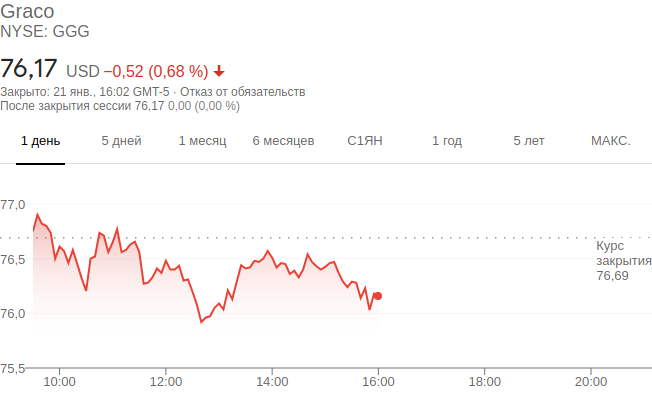 Graco
NYSE: GGG
76,17 USD −0,52 (0,68 %)
Закрыто: 21 янв., 16:02 GMT-5 · Отказ от обязательств
После закрытия сессии 76,17 0,00 (0,00 %)
1 день 5 дней 1 месяц 6 месяцев С1ЯН 1 год 5 лет МАКС.
77,0
Курс
закрытия
76,69
76,5
76,0
75,5
10:00 12:00 14:00 16:00 18:00 20:00